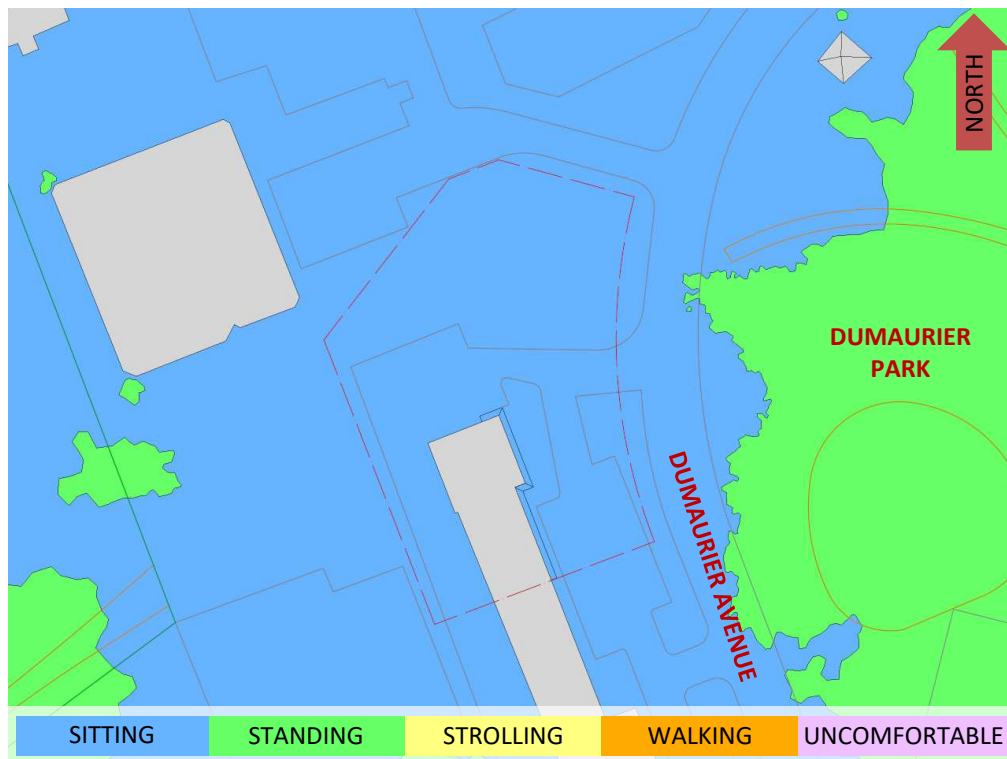 NORTH
DUMAURIER
PARK
DUMAURIER AVENUE
SITTING
STANDING
STROLLING
WALKING
UNCOMFORTABLE